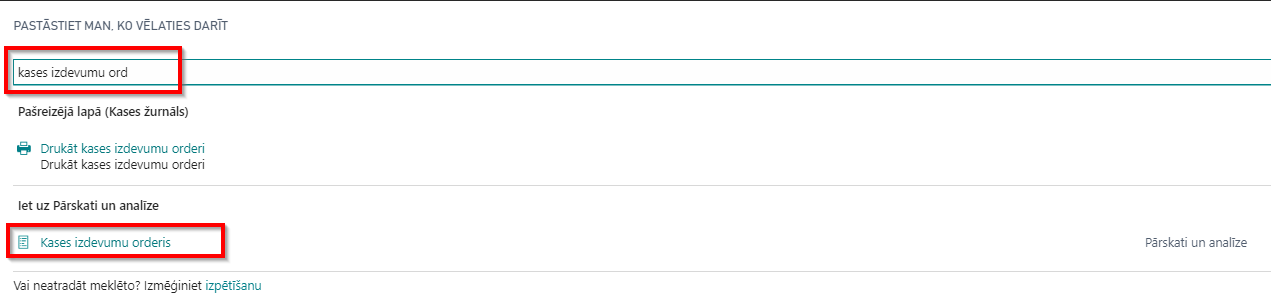 PASTĀSTIET MAN, KO VĒLATIES DARĪT
kases izdevumu ord
Pašreizējā lapā (Kases žurnāls)
Drukāt kases izdevumu orderi
Drukāt kases izdevumu orderi
Iet uz Pārskati un analīze
Kases izdevumu orderis Pārskati un analīze
Vai neatradāt meklēto? Izmēģiniet izpētīšanu